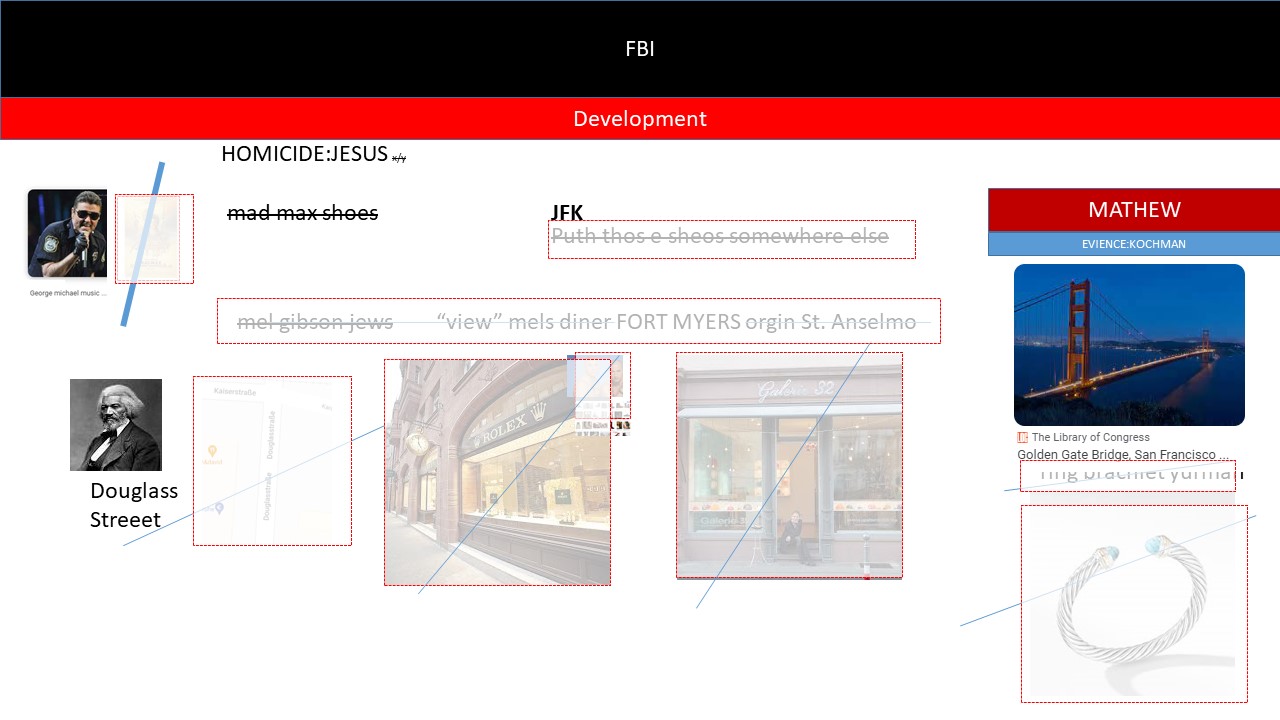 FBI
Development
HOMICIDE:JESUS x/y
mad max shoes
JFK
Puth thos e sheos somewhere else
MATHEW
EVIENCE:KOCHMAN
George michael music ...
mel gibson jews “view” mels diner FORT MYERS orgin St. Anselmo
Kaiserstraße
Douglasstraße
Douglasstraße
ROLEX
Galerie 32
The Library of Congress
Golden Gate Bridge, San Francisco ...
ring brachlet yurman
Douglass
Streeet